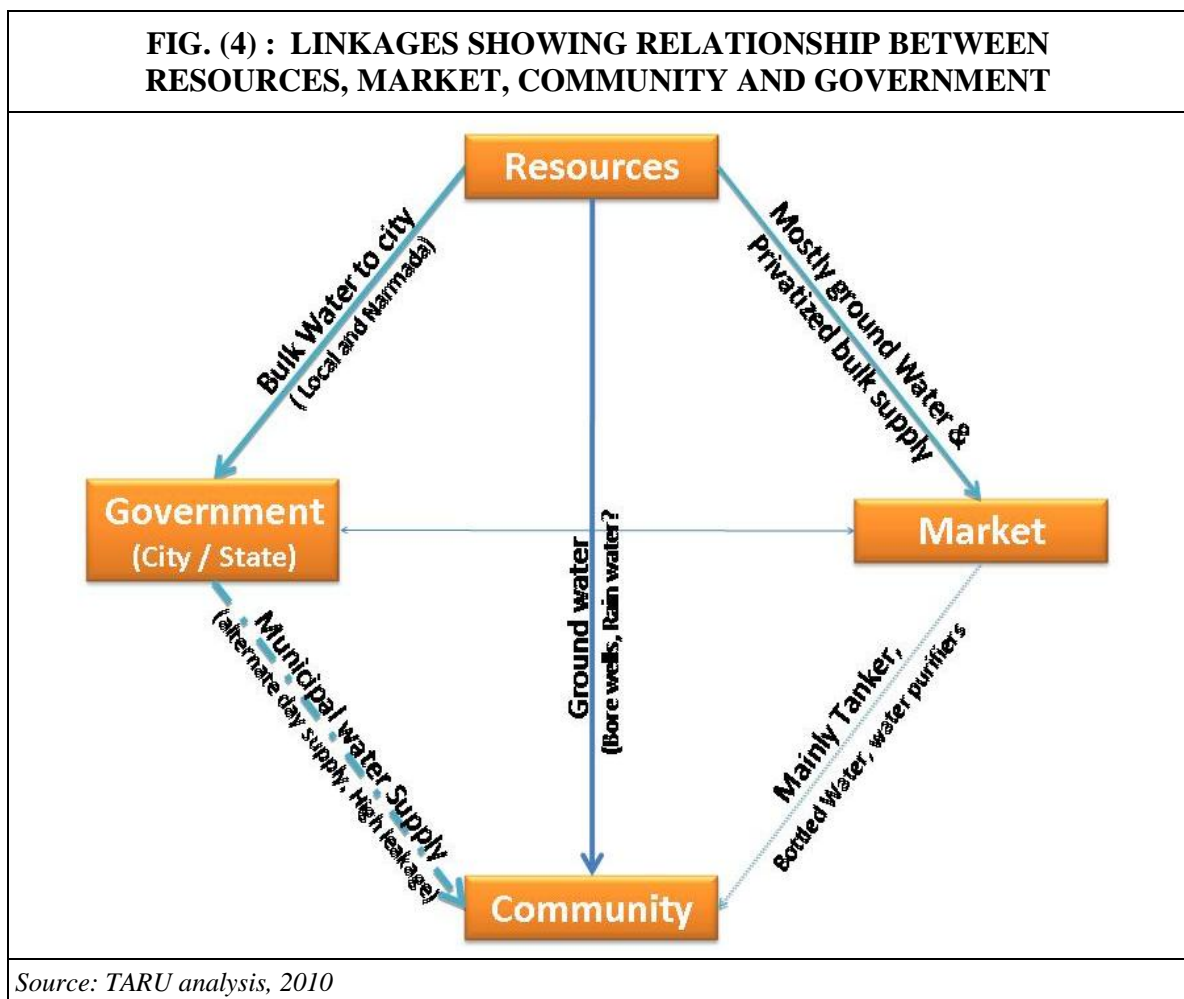 FIG. (4) : LINKAGES SHOWING RELATIONSHIP BETWEEN
RESOURCES, MARKET, COMMUNITY AND GOVERNMENT
Resources
Bulk Water to city
( Local and Narmada)
Mostly ground Water &
Privatized bulk supply
Government
(City / State)
Market
Ground water
(Bore wells, Rain water?
Municipal water Supply
(alternate day supply, High leakage)
Mainly Tanker,
Bottled Water, water purifiers
Community
Source: TARU analysis, 2010